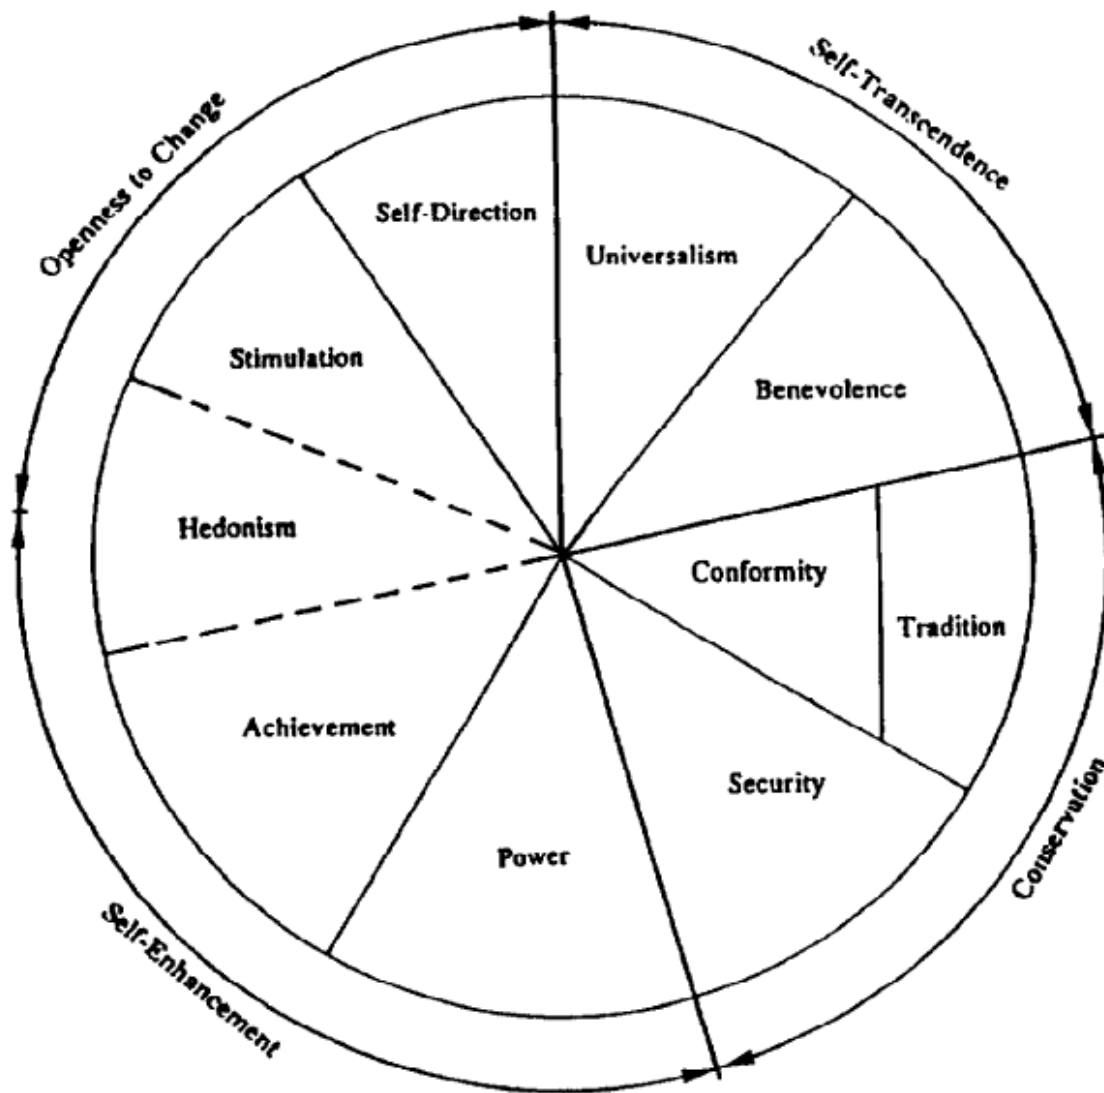 Openness to Change
Self-Transcendence
Self-Direction
Universalism
Stimulation
Benevolence
Hedonism
Conformity
Tradition
Achievement
Security
Power
Conservation
Self-Enhancement